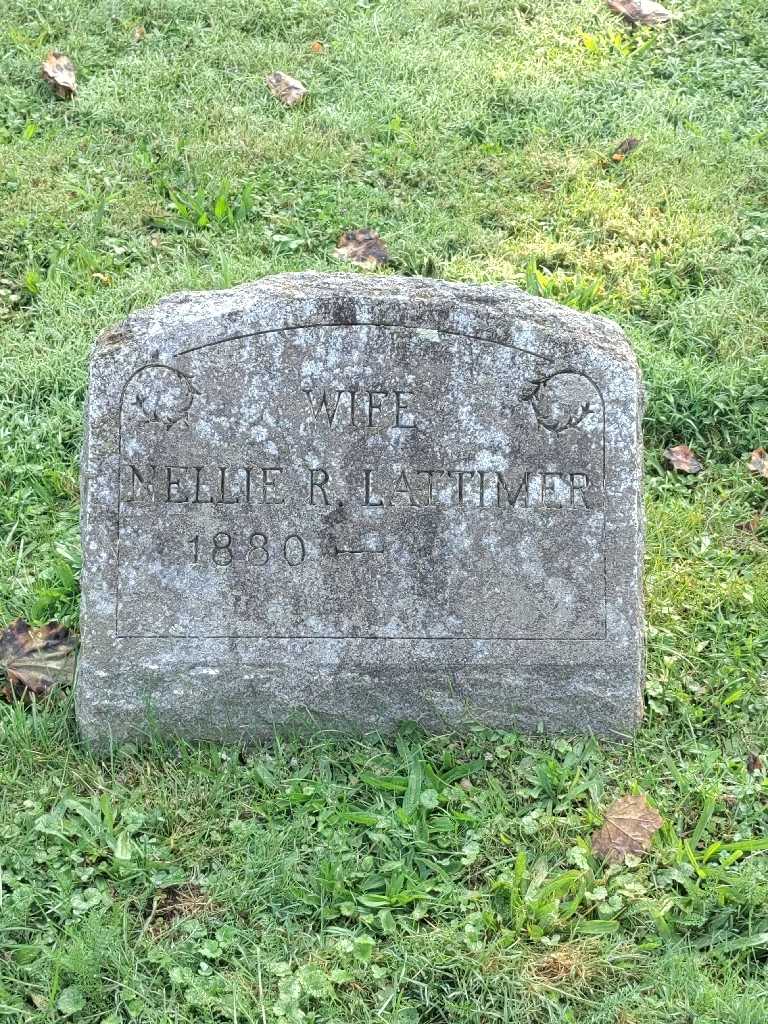 WIFE
NELLIE R. LATTIMER
1880 —